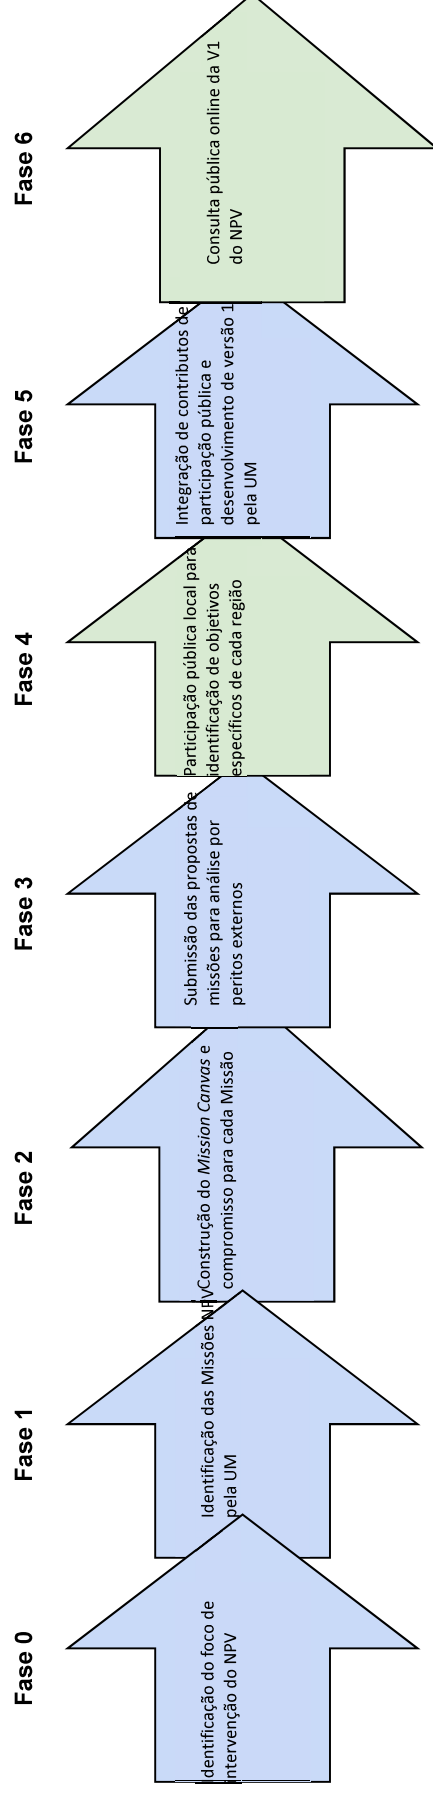 Fase 0
Identificação do foco de
intervenção do NPV
Fase 1
Identificação das Missões NPV
pela UM
Fase 2
Construção do Mission Canvas e
compromisso para cada Missão
Fase 3
Submissão das propostas de
missões para análise por
peritos externos
Fase 4
Participação pública local para
identificação de objetivos
específicos de cada região
Fase 5
Integração de contributos de
participação pública e
desenvolvimento de versão 1
pela UM
Fase 6
Consulta pública online da V1
do NPV